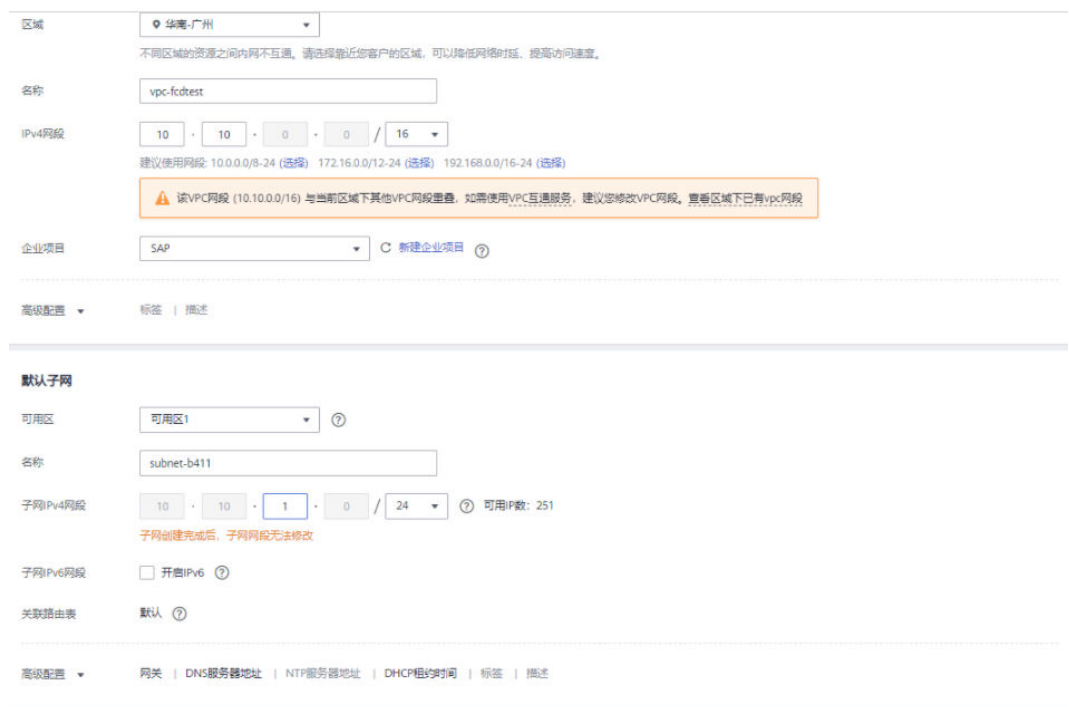 区域 华南-广州
不同区域的资源之间内网不互通。请选择靠近您客户的区域，可以降低网络时延、提高访问速度。
名称 vpc-fcdtest
IPv4网段 10 · 10 · 0 · 0 / 16
建议使用网段: 10.0.0.0/8-24 (选择) 172.16.0.0/12-24 (选择) 192.168.0.0/16-24 (选择)
该VPC网段 (10.10.0.0/16) 与当前区域下其他VPC网段重叠，如需使用VPC互通服务，建议您修改VPC网段。查看区域下已有vpc网段
企业项目 SAP 新建企业项目 ?
高级配置 标签 | 描述
默认子网
可用区 可用区1 ?
名称 subnet-b411
子网IPv4网段 10 · 10 · 1 · 0 / 24 ? 可用IP数: 251
子网创建完成后，子网网段无法修改
子网IPv6网段 开启IPv6 ?
关联路由表 默认 ?
高级配置 网关 | DNS服务器地址 | NTP服务器地址 | DHCP租约时间 | 标签 | 描述